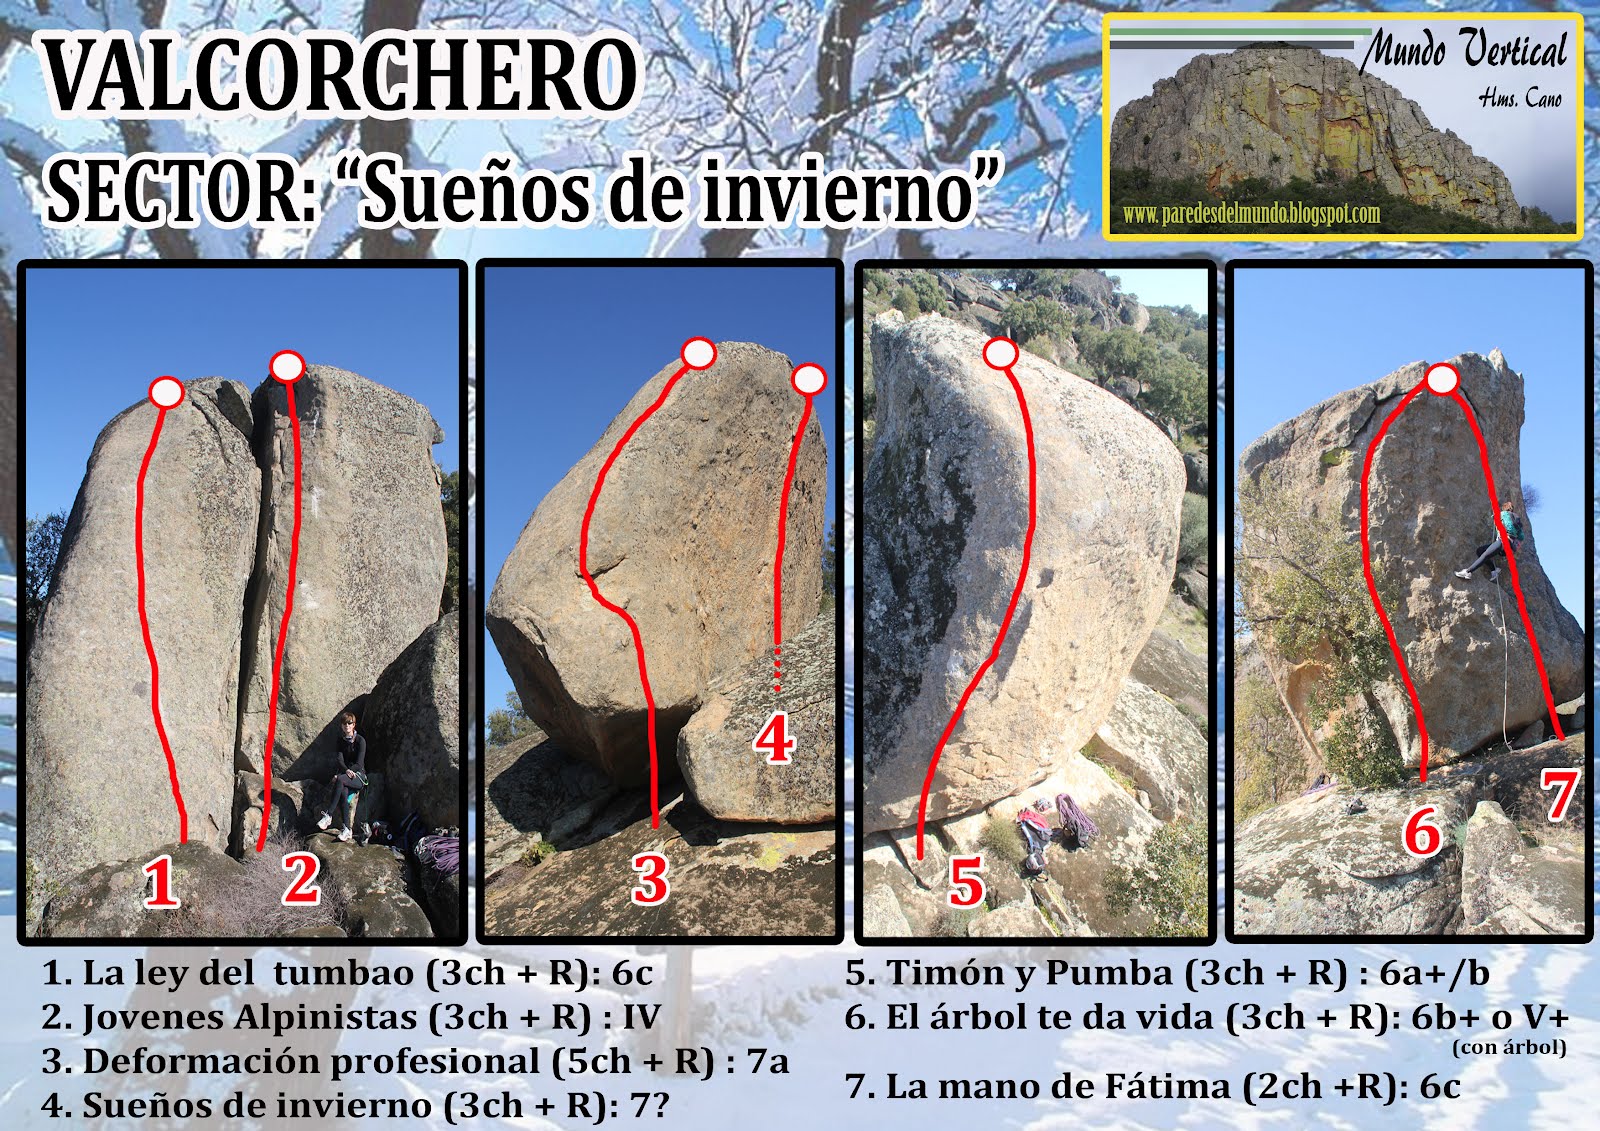 VALCORCHERO
SECTOR: “Sueños de invierno”
Mundo Vertical
Hms. Cano
www. paredesdelmundo.blogspot.com
1
2
3
4
5
6
7
1. La ley del  tumbao (3ch + R): 6c
2. Jovenes Alpinistas (3ch + R) : IV
3. Deformación profesional (5ch + R) : 7a
4. Sueños de invierno (3ch + R): 7?
5. Timón y Pumba (3ch + R) : 6a+/b
6. El árbol te da vida (3ch + R): 6b+ o V+
(con árbol)
7. La mano de Fátima (2ch +R): 6c